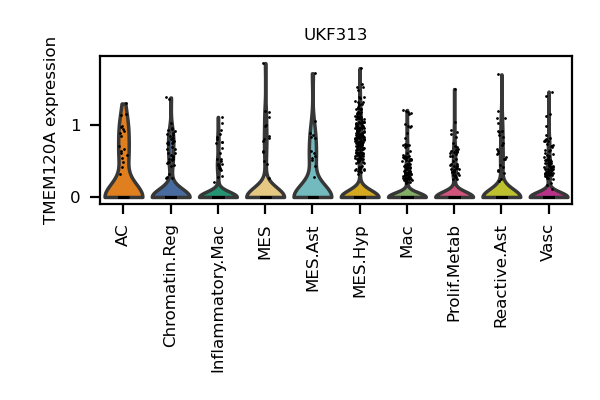 UKF313
TMEM120A expression
1
0
AC
Chromatin.Reg
Inflammatory.Mac
MES
MES.Ast
MES.Hyp
Mac
Prolif.Metab
Reactive.Ast
Vasc